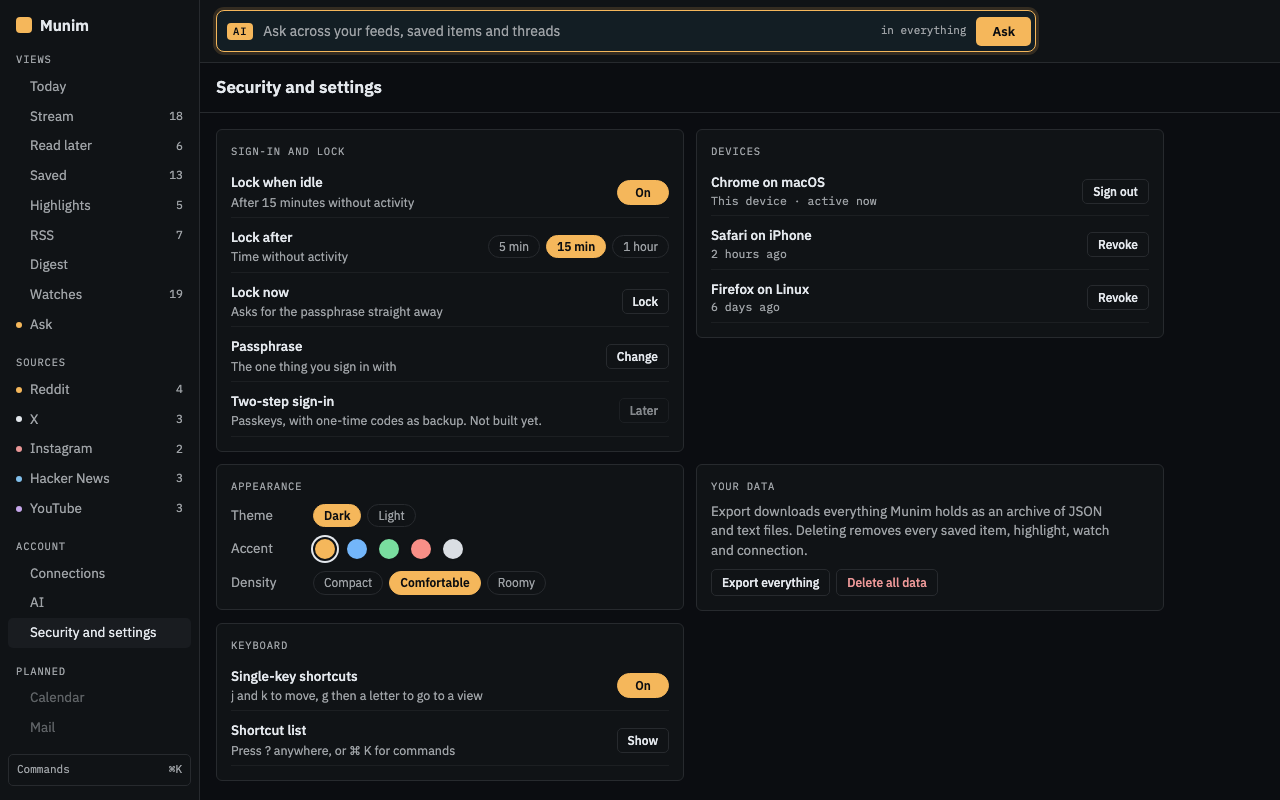 Munim
VIEWS
Today
Stream 18
Read later 6
Saved 13
Highlights 5
RSS 7
Digest
Watches 19
Ask
SOURCES
Reddit 4
X 3
Instagram 2
Hacker News 3
YouTube 3
ACCOUNT
Connections
AI
Security and settings
PLANNED
Calendar
Mail
Commands ⌘K
AI Ask across your feeds, saved items and threads in everything Ask
Security and settings
SIGN-IN AND LOCK
Lock when idle
After 15 minutes without activity
On
Lock after
Time without activity
5 min 15 min 1 hour
Lock now
Asks for the passphrase straight away
Lock
Passphrase
The one thing you sign in with
Change
Two-step sign-in
Passkeys, with one-time codes as backup. Not built yet.
Later
DEVICES
Chrome on macOS
This device · active now
Sign out
Safari on iPhone
2 hours ago
Revoke
Firefox on Linux
6 days ago
Revoke
APPEARANCE
Theme Dark Light
Accent
Density Compact Comfortable Roomy
YOUR DATA
Export downloads everything Munim holds as an archive of JSON
and text files. Deleting removes every saved item, highlight, watch
and connection.
Export everything Delete all data
KEYBOARD
Single-key shortcuts
j and k to move, g then a letter to go to a view
On
Shortcut list
Press ? anywhere, or ⌘ K for commands
Show